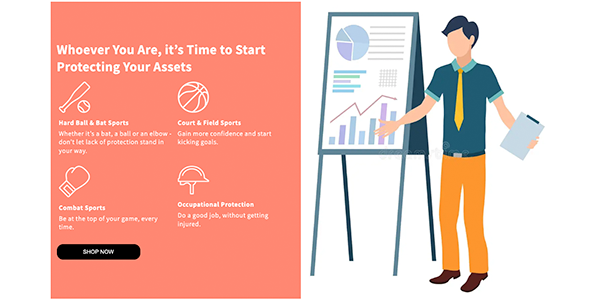 Whoever You Are, it's Time to Start
Protecting Your Assets
Hard Ball & Bat Sports
Whether it's a bat, a ball or an elbow -
don't let lack of protection stand in
your way.
Court & Field Sports
Gain more confidence and start
kicking goals.
Combat Sports
Be at the top of your game, every
time.
Occupational Protection
Do a good job, without getting
injured.
SHOP NOW